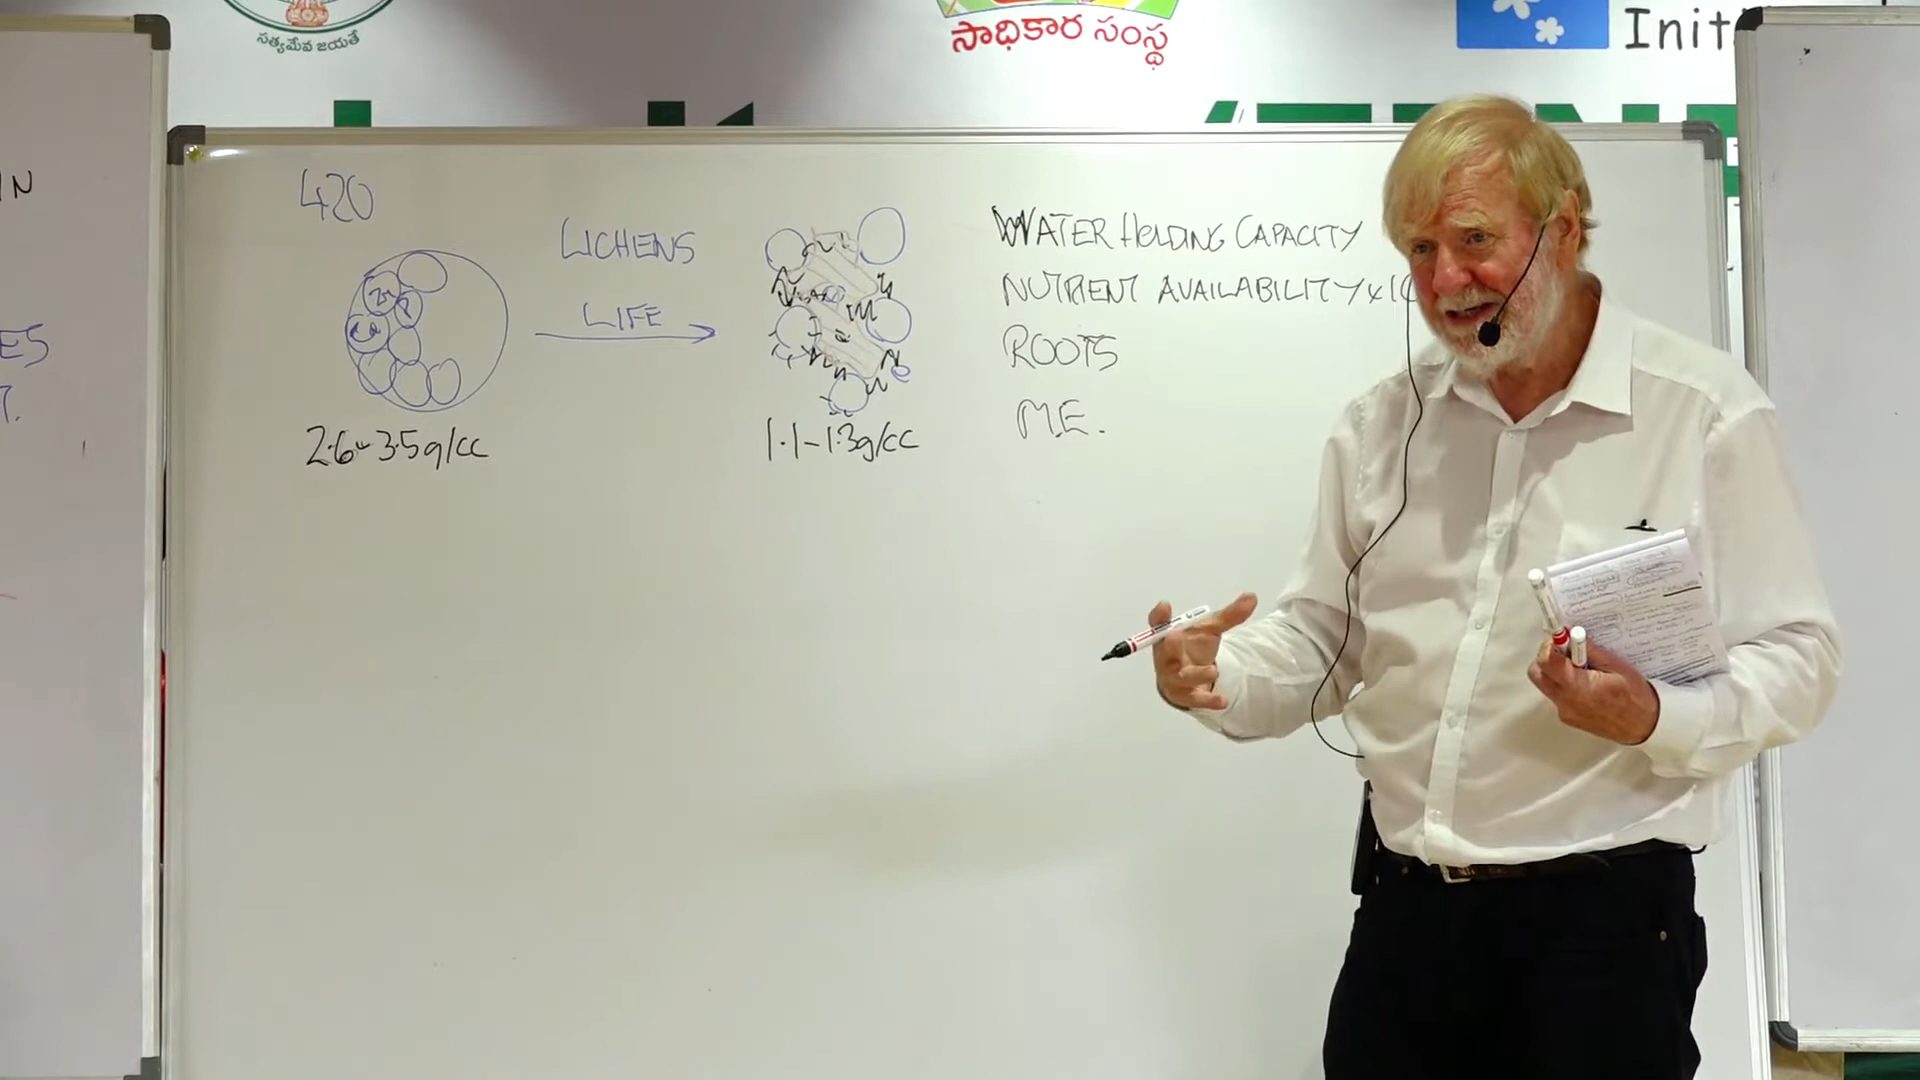 సత్యమేవ జయతే
సాధికార సంస్థ
Init
IN
ES
420
LICHENS
LIFE
2.6-3.5g/cc
1.1-1.3g/cc
WATER HOLDING CAPACITY
NUTRIENT AVAILABILITY x 10
ROOTS
M.E.